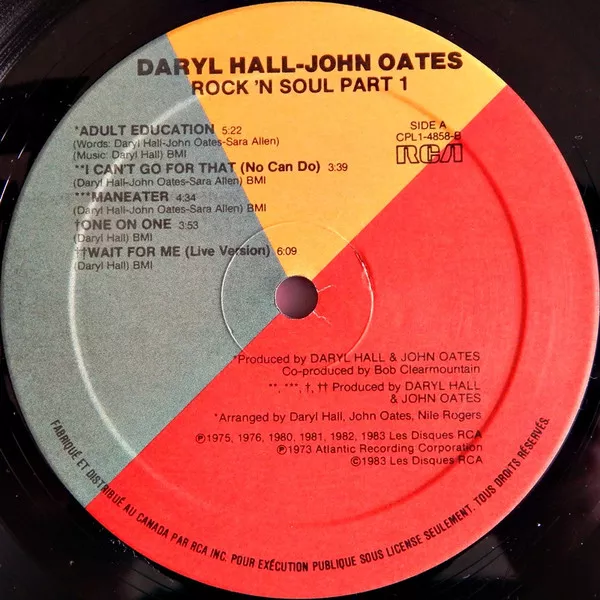 DARYL HALL-JOHN OATES
ROCK 'N SOUL PART 1
*ADULT EDUCATION 5:22
(Words: Daryl Hall-John Oates-Sara Allen)
(Music: Daryl Hall) BMI
**I CAN'T GO FOR THAT (No Can Do) 3:39
(Daryl Hall-John Oates-Sara Allen) BMI
***MANEATER 4:34
(Daryl Hall-John Oates-Sara Allen) BMI
†ONE ON ONE 3:53
(Daryl Hall) BMI
††WAIT FOR ME (Live Version) 6:09
(Daryl Hall) BMI
SIDE A
CPL1-4858-B
RCA
*Produced by DARYL HALL & JOHN OATES
Co-produced by Bob Clearmountain
**, ***, †, †† Produced by DARYL HALL
& JOHN OATES
*Arranged by Daryl Hall, John Oates, Nile Rogers
℗1975, 1976, 1980, 1981, 1982, 1983 Les Disques RCA
℗1973 Atlantic Recording Corporation
©1983 Les Disques RCA
FABRIQUÉ ET DISTRIBUÉ AU CANADA PAR RCA INC. POUR EXÉCUTION PUBLIQUE SOUS LICENSE SEULEMENT. TOUS DROITS RÉSERVÉS.